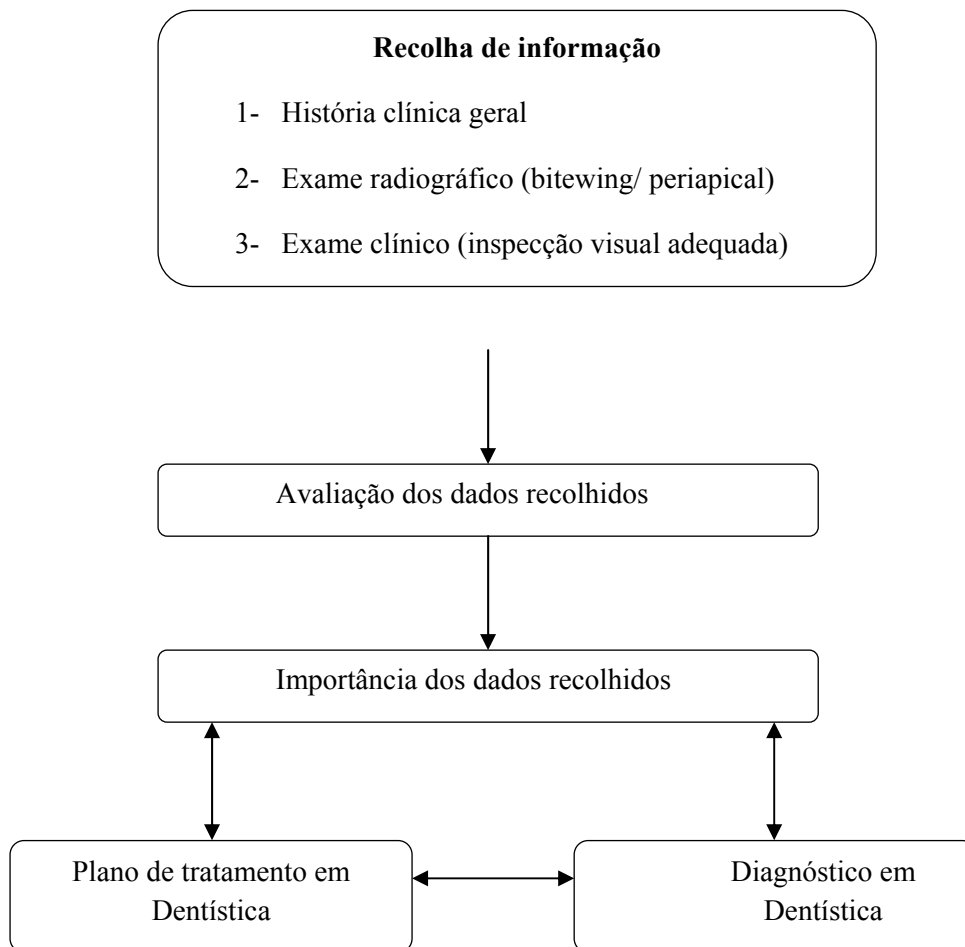 Recolha de informação
1- História clínica geral
2- Exame radiográfico (bitewing/ periapical)
3- Exame clínico (inspecção visual adequada)
Avaliação dos dados recolhidos
Importância dos dados recolhidos
Plano de tratamento em
Dentística
Diagnóstico em
Dentística